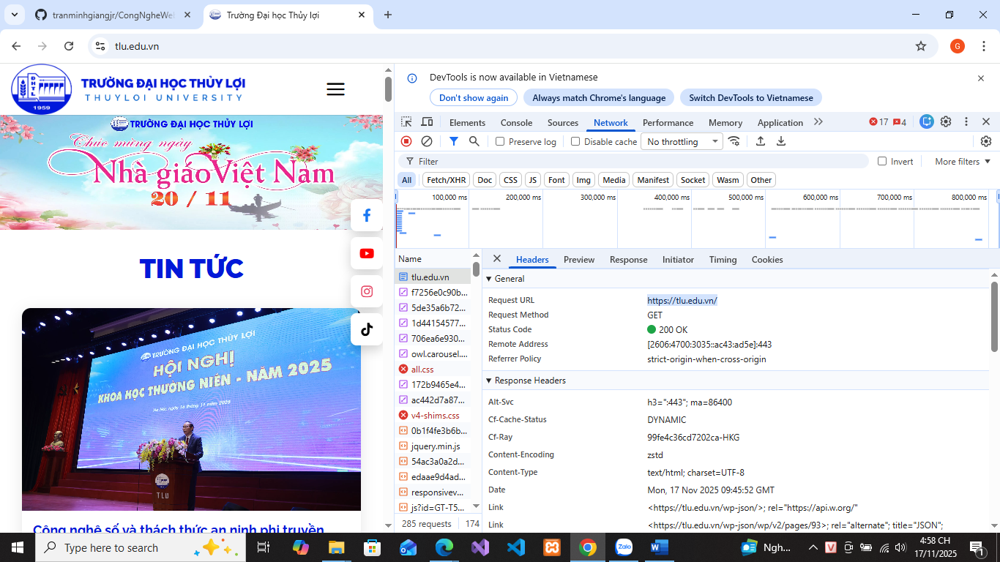 tranminhgiangjr/CongNgheWel
Trường Đại học Thủy lợi
tlu.edu.vn
G
TRƯỜNG ĐẠI HỌC THỦY LỢI
THUYLOI UNIVERSITY
1959
TRƯỜNG ĐẠI HỌC THỦY LỢI
Chúc mừng ngày
Nhà giáo Việt Nam
20 / 11
TIN TỨC
TRƯỜNG ĐẠI HỌC THỦY LỢI
HỘI NGHỊ
KHOA HỌC THƯỜNG NIÊN - NĂM 2025
Hà Nội, ngày 14 tháng 11 năm 2025
TLU
Công nghệ số và thách thức an ninh phi truyền
DevTools is now available in Vietnamese
Don't show again
Always match Chrome's language
Switch DevTools to Vietnamese
Elements Console Sources Network Performance Memory Application 17 4
Preserve log Disable cache No throttling
Filter Invert More filters
All Fetch/XHR Doc CSS JS Font Img Media Manifest Socket Wasm Other
100,000 ms 200,000 ms 300,000 ms 400,000 ms 500,000 ms 600,000 ms 700,000 ms 800,000 ms
Name
tlu.edu.vn
f7256e0c90b...
5de35a6b72...
1d44154577...
706ea6e930...
owl.carousel...
all.css
172b9465e4...
ac442d7a87...
v4-shims.css
0b1f4fe3b6b...
jquery.min.js
54ac3a0a2d...
edaae9d4ad...
responsivev...
js?id=GT-T5...
285 requests 174
Headers Preview Response Initiator Timing Cookies
General
Request URL https://tlu.edu.vn/
Request Method GET
Status Code 200 OK
Remote Address [2606:4700:3035::ac43:ad5e]:443
Referrer Policy strict-origin-when-cross-origin
Response Headers
Alt-Svc h3=":443"; ma=86400
Cf-Cache-Status DYNAMIC
Cf-Ray 99fe4c36cd7202ca-HKG
Content-Encoding zstd
Content-Type text/html; charset=UTF-8
Date Mon, 17 Nov 2025 09:45:52 GMT
Link <https://tlu.edu.vn/wp-json/>; rel="https://api.w.org/"
Link <https://tlu.edu.vn/wp-json/wp/v2/pages/93>; rel="alternate"; title="JSON";
Type here to search
Zalo
Ngh...
V
4:58 CH
17/11/2025
1